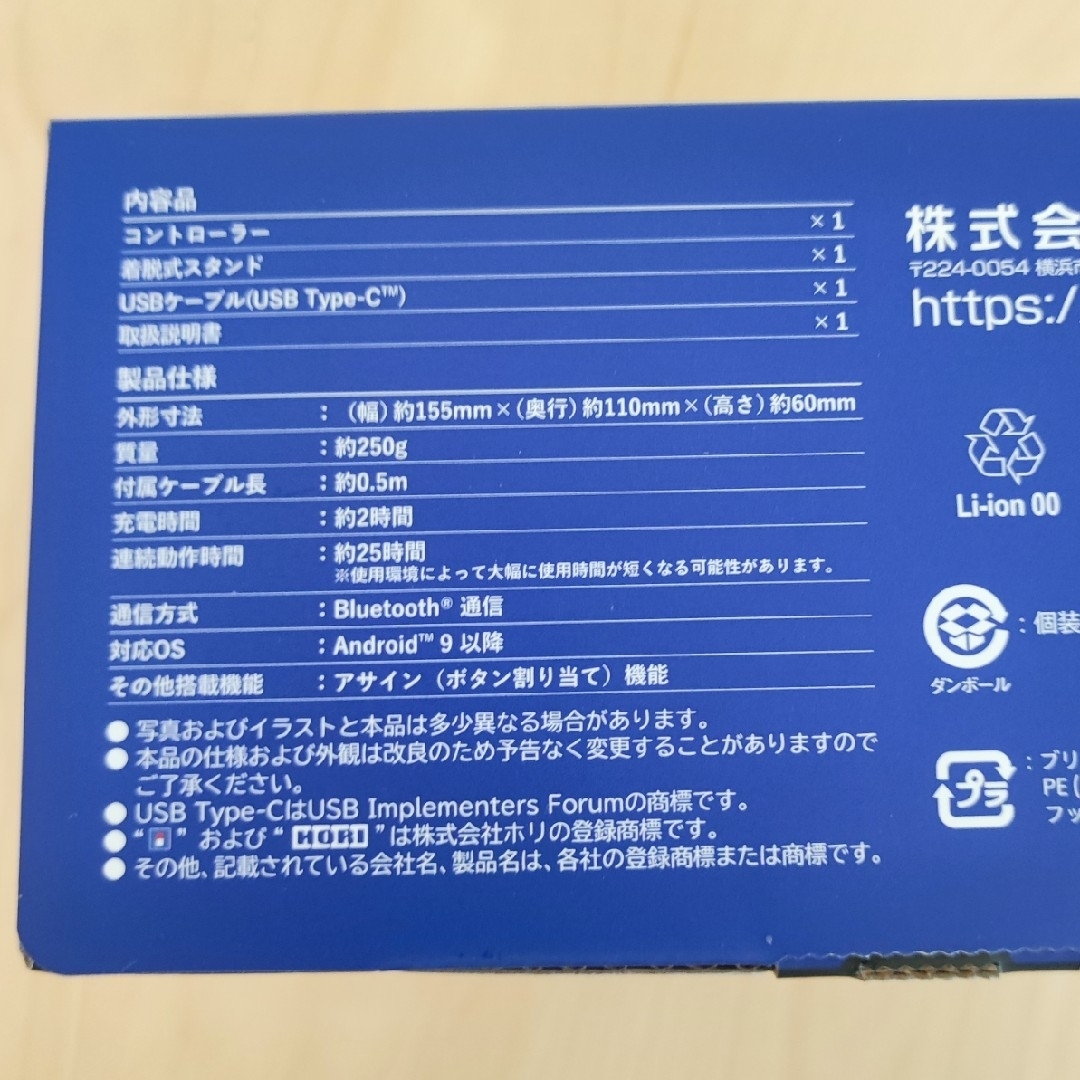 内容品
コントローラー ×1
着脱式スタンド ×1
USBケーブル(USB Type-C™) ×1
取扱説明書 ×1
製品仕様
外形寸法 : (幅)約155mm×(奥行)約110mm×(高さ)約60mm
質量 : 約250g
付属ケーブル長 : 約0.5m
充電時間 : 約2時間
連続動作時間 : 約25時間
※使用環境によって大幅に使用時間が短くなる可能性があります。
通信方式 : Bluetooth® 通信
対応OS : Android™ 9 以降
その他搭載機能 : アサイン(ボタン割り当て)機能
●写真およびイラストと本品は多少異なる場合があります。
●本品の仕様および外観は改良のため予告なく変更することがありますので
ご了承ください。
●USB Type-CはUSB Implementers Forumの商標です。
●“ ” および “HORI” は株式会社ホリの登録商標です。
●その他、記載されている会社名、製品名は、各社の登録商標または商標です。
株式会
〒224-0054 横浜市
https:/
Li-ion 00
: 個装
ダンボール
プラ
: ブリ
PE(
フッ